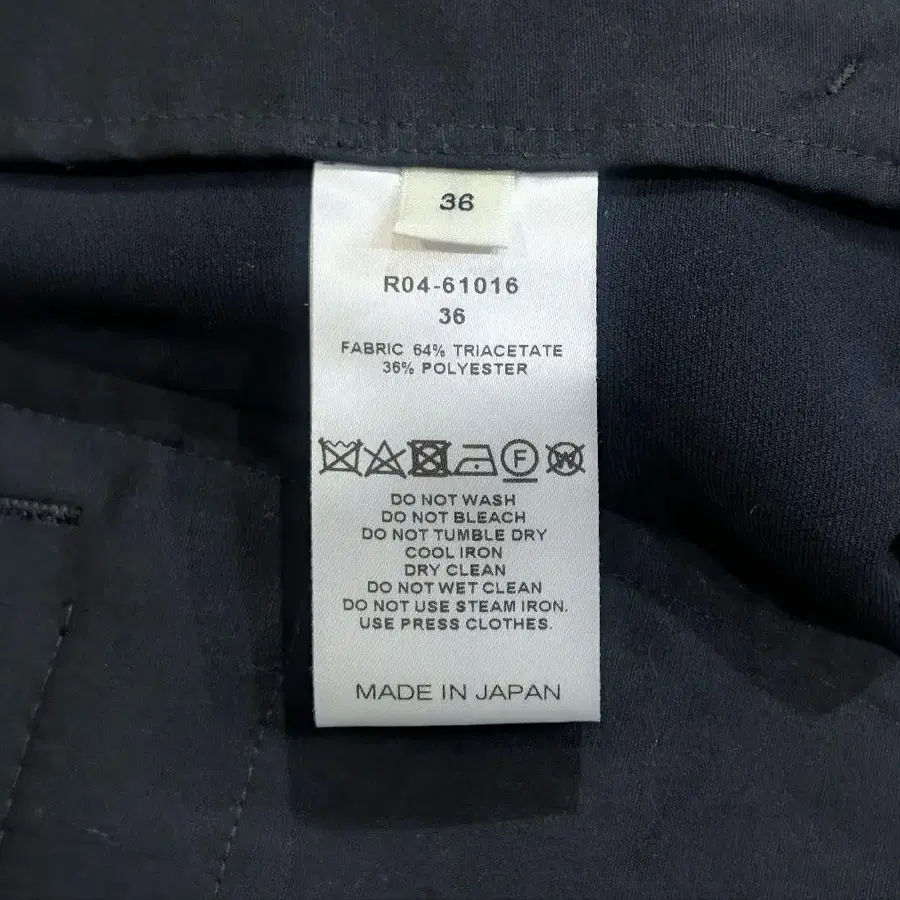 36
R04-61016
36
FABRIC 64% TRIACETATE
36% POLYESTER
F W
DO NOT WASH
DO NOT BLEACH
DO NOT TUMBLE DRY
COOL IRON
DRY CLEAN
DO NOT WET CLEAN
DO NOT USE STEAM IRON.
USE PRESS CLOTHES.
MADE IN JAPAN